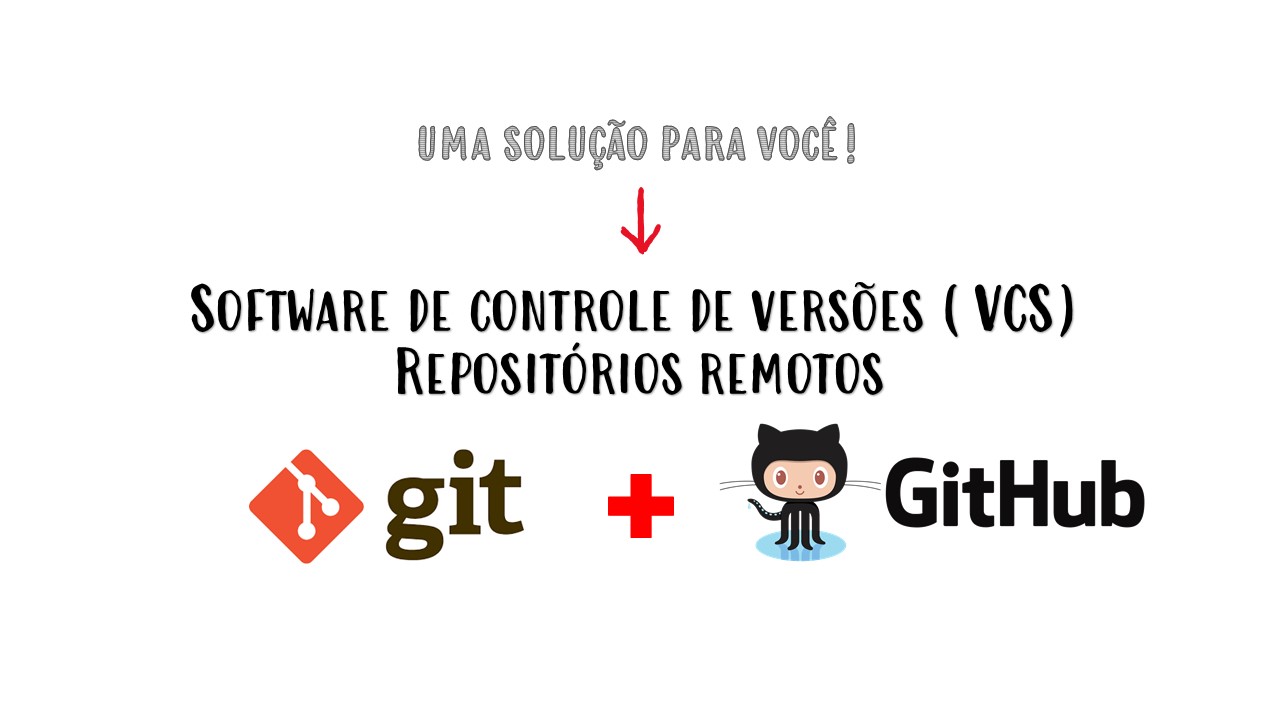 UMA SOLUÇÃO PARA VOCÊ!
SOFTWARE DE CONTROLE DE VERSÕES ( VCS)
REPOSITÓRIOS REMOTOS
git
GitHub